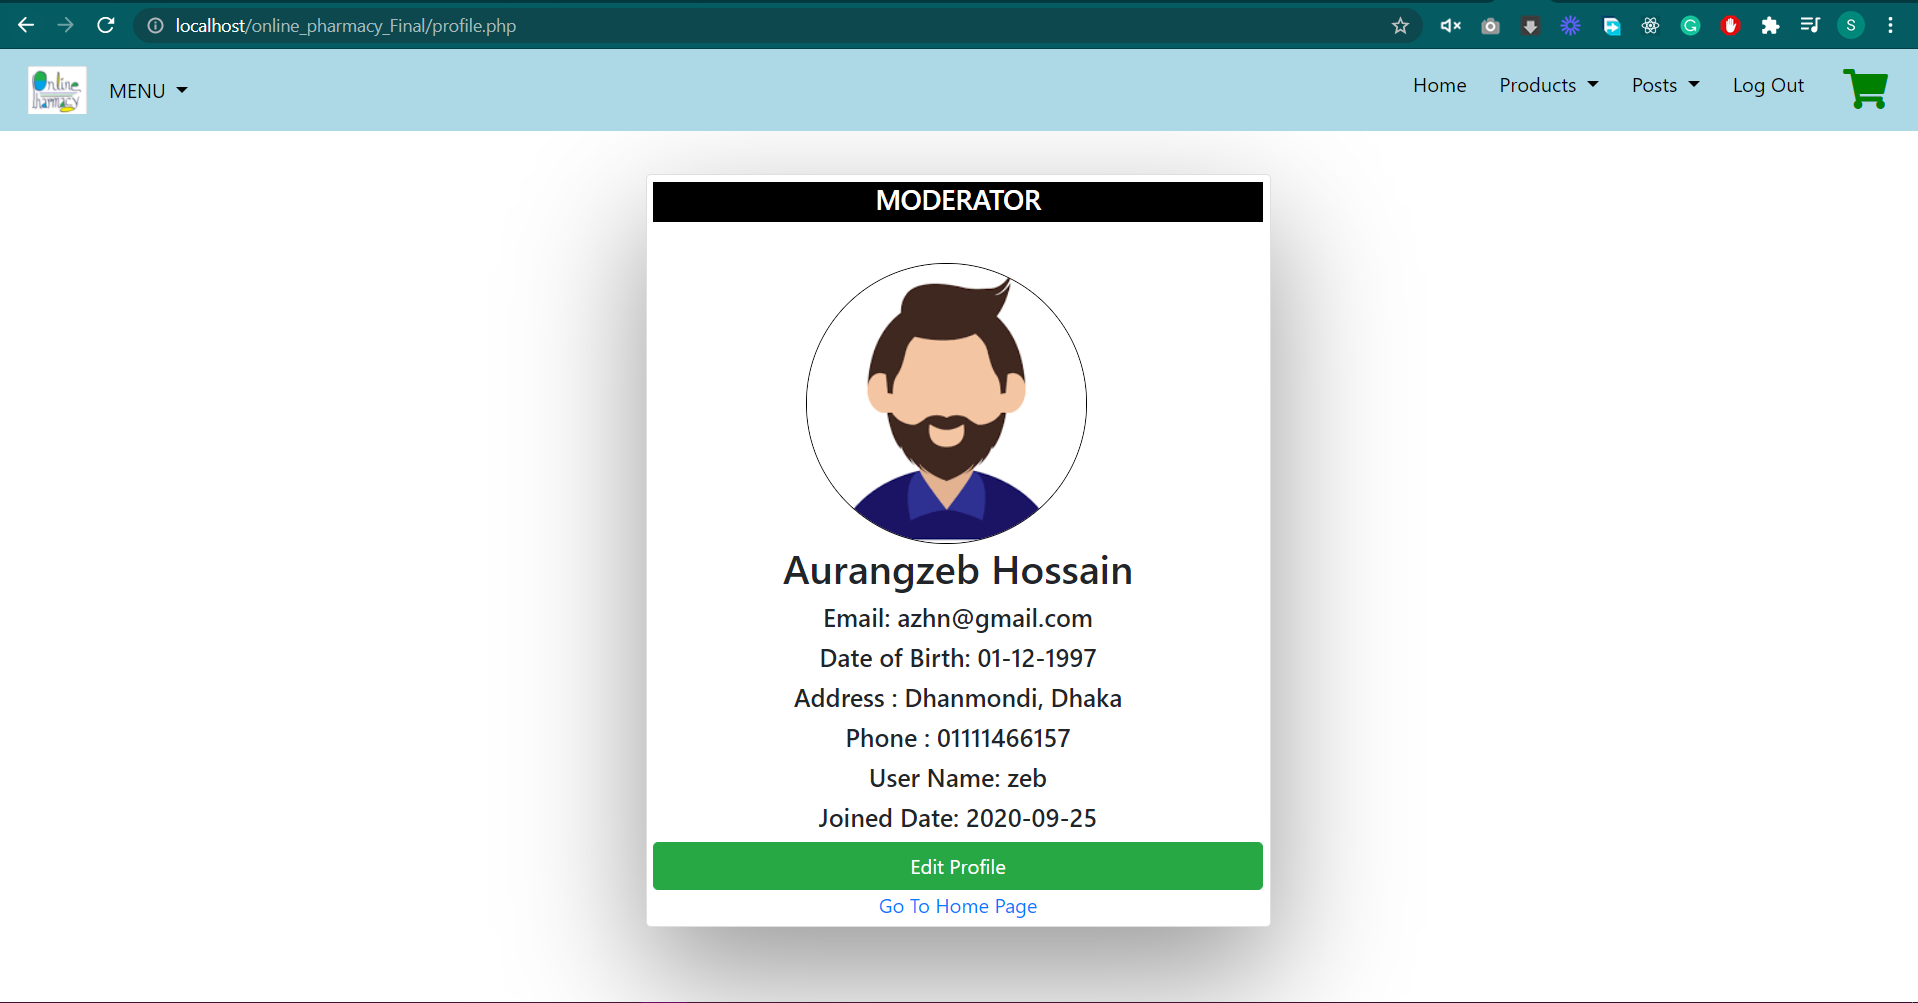 localhost/online_pharmacy_Final/profile.php
S
Online
Pharmacy
MENU
Home Products Posts Log Out
MODERATOR
Aurangzeb Hossain
Email: azhn@gmail.com
Date of Birth: 01-12-1997
Address : Dhanmondi, Dhaka
Phone : 01111466157
User Name: zeb
Joined Date: 2020-09-25
Edit Profile
Go To Home Page